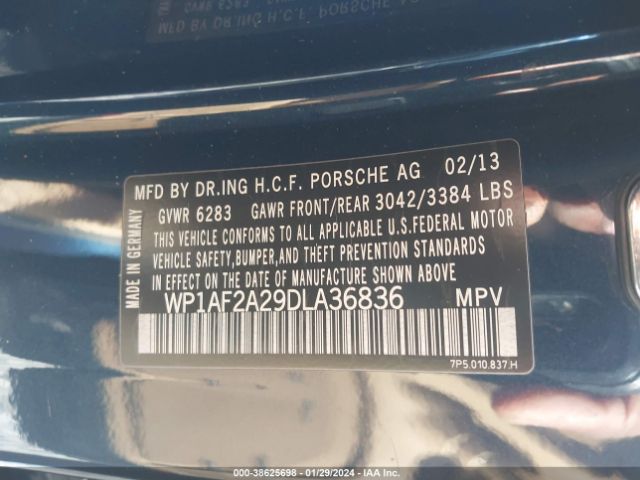 MFD BY DR.ING H.C.F. PORSCHE AG 02/13
GVWR 6283 GAWR FRONT/REAR 3042/3384 LBS
THIS VEHICLE CONFORMS TO ALL APPLICABLE U.S.FEDERAL MOTOR
VEHICLE SAFETY,BUMPER,AND THEFT PREVENTION STANDARDS
IN EFFECT ON THE DATE OF MANUFACTURE SHOWN ABOVE.
WP1AF2A29DLA36836 MPV
MADE IN GERMANY
7P5.010.837.H
000-38625698 - 01/29/2024 - IAA Inc.